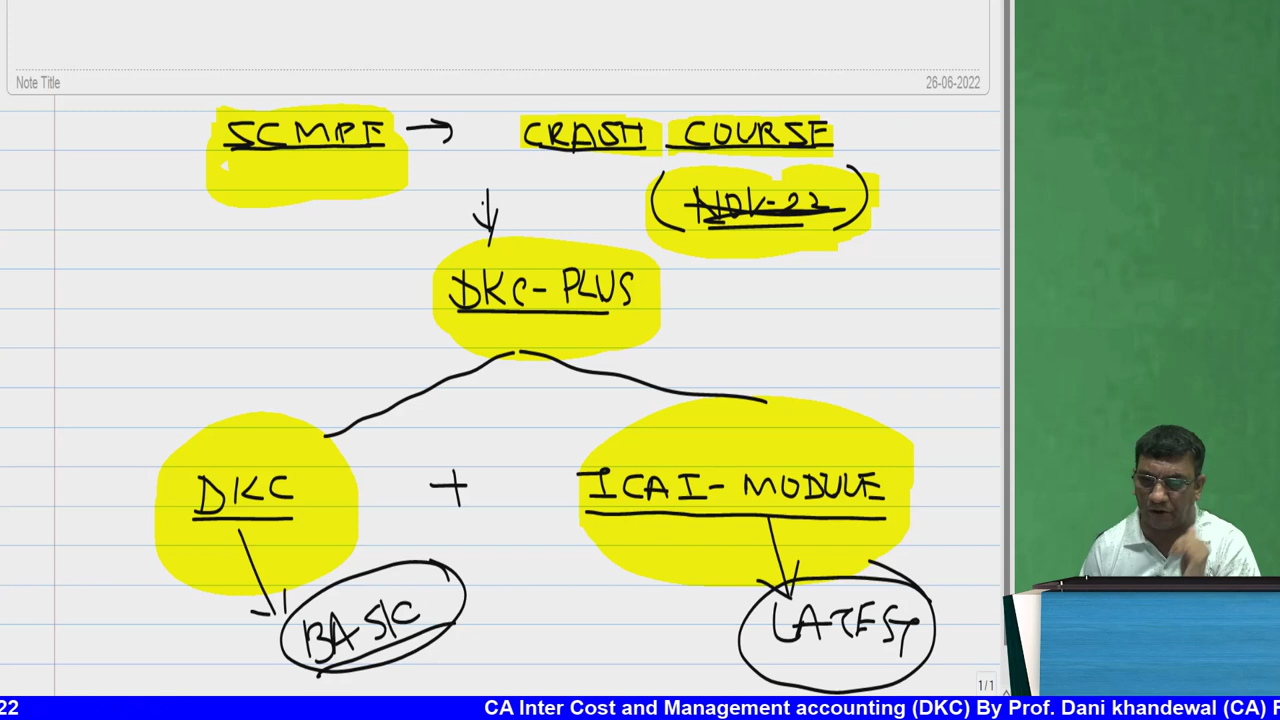 Note Title
26-06-2022
SCMPE → CRASH COURSE
(NOV-22)
DKC-PLUS
DKC + ICAI-MODULE
BASIC
LATEST
1/1
22 CA Inter Cost and Management accounting (DKC) By Prof. Dani khandewal (CA) F